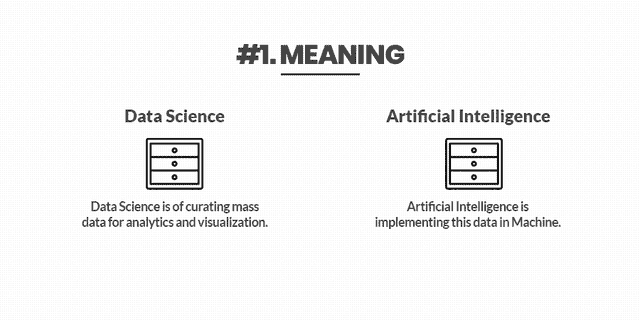 #1. MEANING
Data Science
Artificial Intelligence
Data Science is of curating mass
data for analytics and visualization.
Artificial Intelligence is
implementing this data in Machine.